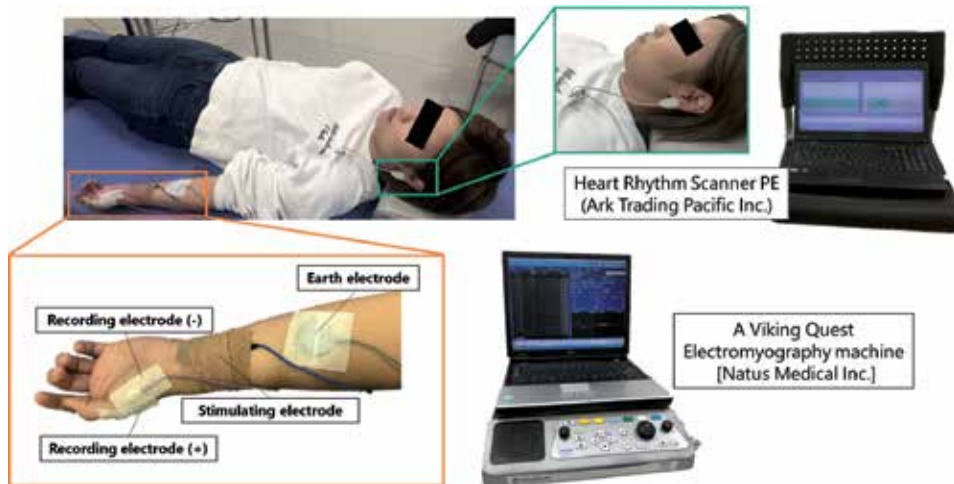 Heart Rhythm Scanner PE
(Ark Trading Pacific Inc.)
Earth electrode
Recording electrode (-)
Stimulating electrode
Recording electrode (+)
A Viking Quest
Electromyography machine
[Natus Medical Inc.]